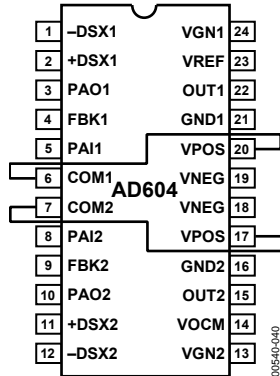 1 –DSX1 VGN1 24
2 +DSX1 VREF 23
3 PAO1 OUT1 22
4 FBK1 GND1 21
5 PAI1 VPOS 20
6 COM1 VNEG 19
AD604
7 COM2 VNEG 18
8 PAI2 VPOS 17
9 FBK2 GND2 16
10 PAO2 OUT2 15
11 +DSX2 VOCM 14
12 –DSX2 VGN2 13
00540-040